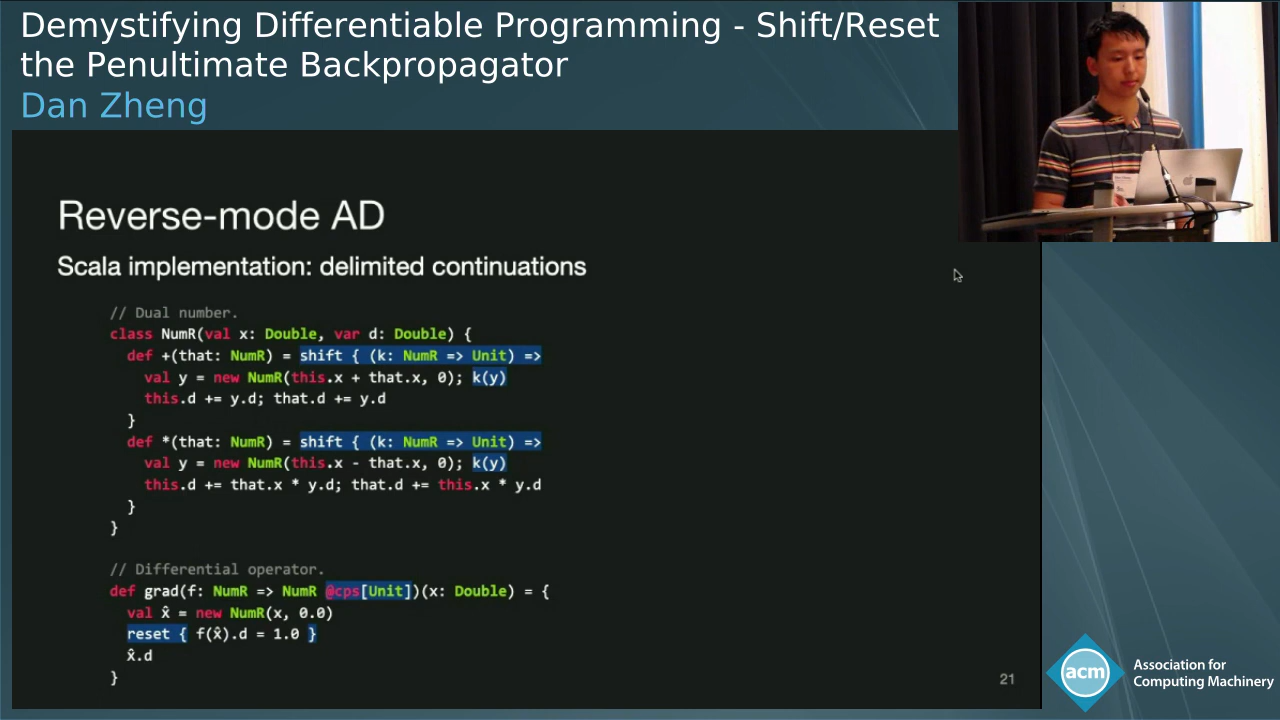 Demystifying Differentiable Programming - Shift/Reset
the Penultimate Backpropagator
Dan Zheng
Reverse-mode AD
Scala implementation: delimited continuations
// Dual number.
class NumR(val x: Double, var d: Double) {
  def +(that: NumR) = shift { (k: NumR => Unit) =>
    val y = new NumR(this.x + that.x, 0); k(y)
    this.d += y.d; that.d += y.d
  }
  def *(that: NumR) = shift { (k: NumR => Unit) =>
    val y = new NumR(this.x - that.x, 0); k(y)
    this.d += that.x * y.d; that.d += this.x * y.d
  }
}
// Differential operator.
def grad(f: NumR => NumR @cps[Unit])(x: Double) = {
  val x̂ = new NumR(x, 0.0)
  reset { f(x̂).d = 1.0 }
  x̂.d
}
21
acm
Association for
Computing Machinery